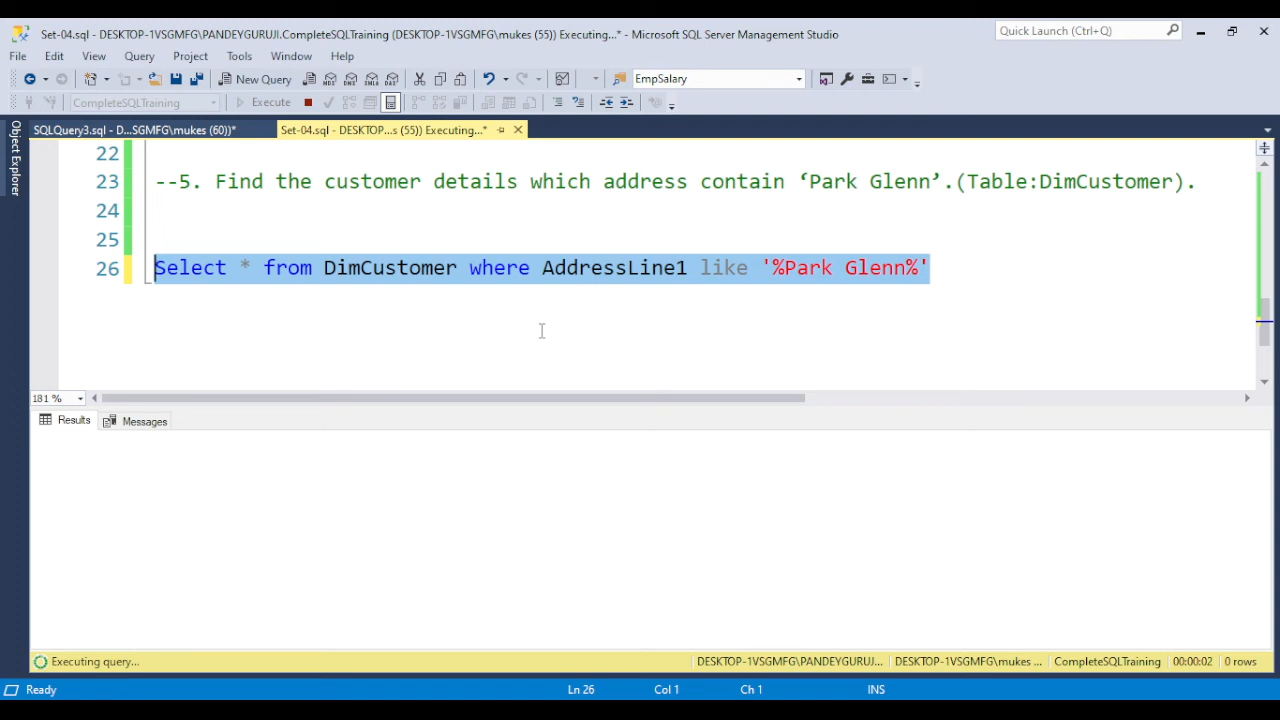 Set-04.sql - DESKTOP-1VSGMFG\PANDEYGURUJI.CompleteSQLTraining (DESKTOP-1VSGMFG\mukes (55)) Executing...* - Microsoft SQL Server Management Studio
Quick Launch (Ctrl+Q)
File Edit View Query Project Tools Window Help
New Query EmpSalary
CompleteSQLTraining Execute
SQLQuery3.sql - D...SGMFG\mukes (60))* Set-04.sql - DESKTOP...s (55)) Executing...*
Object Explorer
22
23 --5. Find the customer details which address contain ‘Park Glenn’.(Table:DimCustomer).
24
25
26 Select * from DimCustomer where AddressLine1 like '%Park Glenn%'
181 %
Results Messages
Executing query... DESKTOP-1VSGMFG\PANDEYGURUJI... DESKTOP-1VSGMFG\mukes ... CompleteSQLTraining 00:00:02 0 rows
Ready Ln 26 Col 1 Ch 1 INS